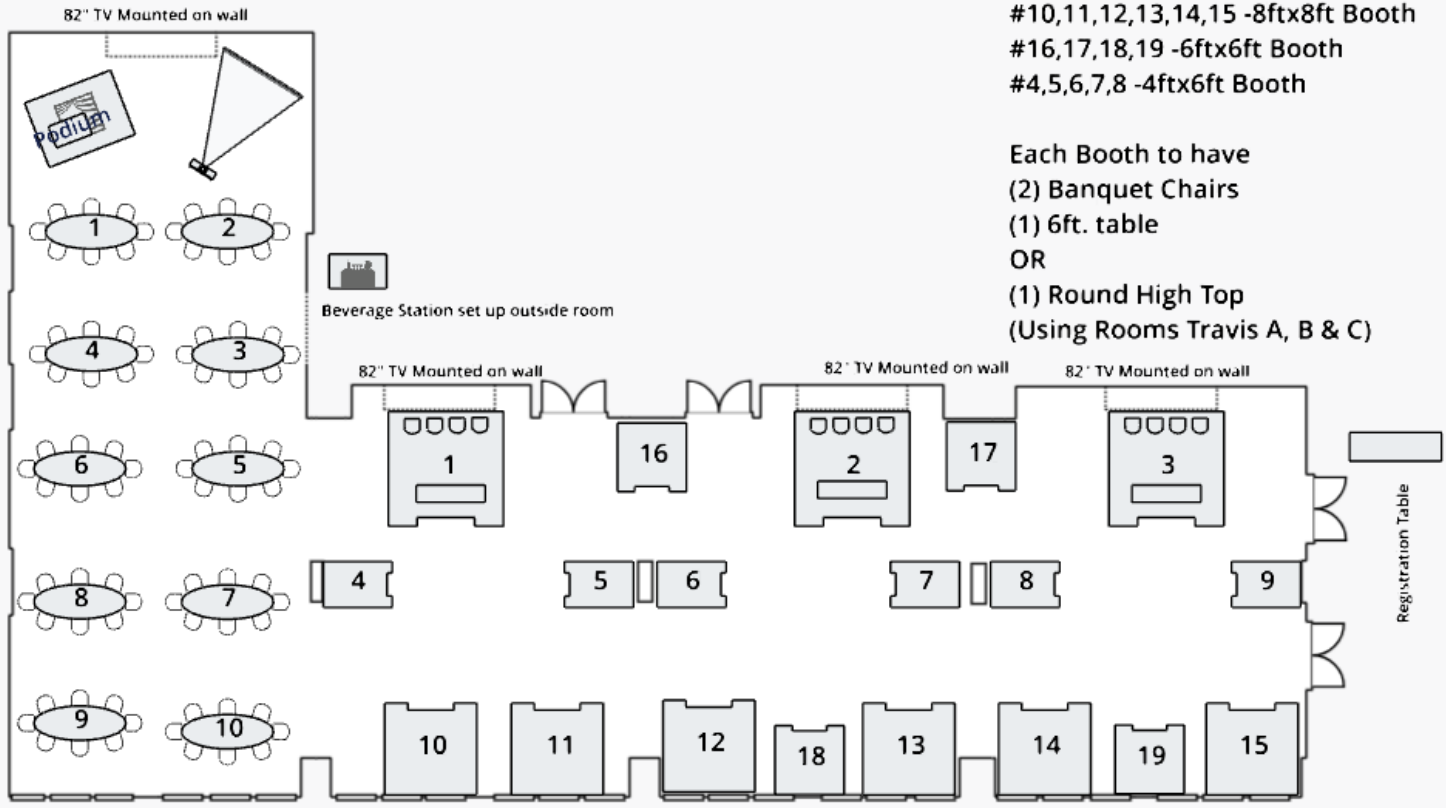 82" TV Mounted on wall
#10,11,12,13,14,15 -8ftx8ft Booth
#16,17,18,19 -6ftx6ft Booth
#4,5,6,7,8 -4ftx6ft Booth
Each Booth to have
(2) Banquet Chairs
(1) 6ft. table
OR
(1) Round High Top
(Using Rooms Travis A, B & C)
Podium
1
2
Beverage Station set up outside room
4
3
82" TV Mounted on wall
82" TV Mounted on wall
82" TV Mounted on wall
6
5
1
16
2
17
3
Registration Table
8
7
4
5
6
7
8
9
9
10
10
11
12
18
13
14
19
15